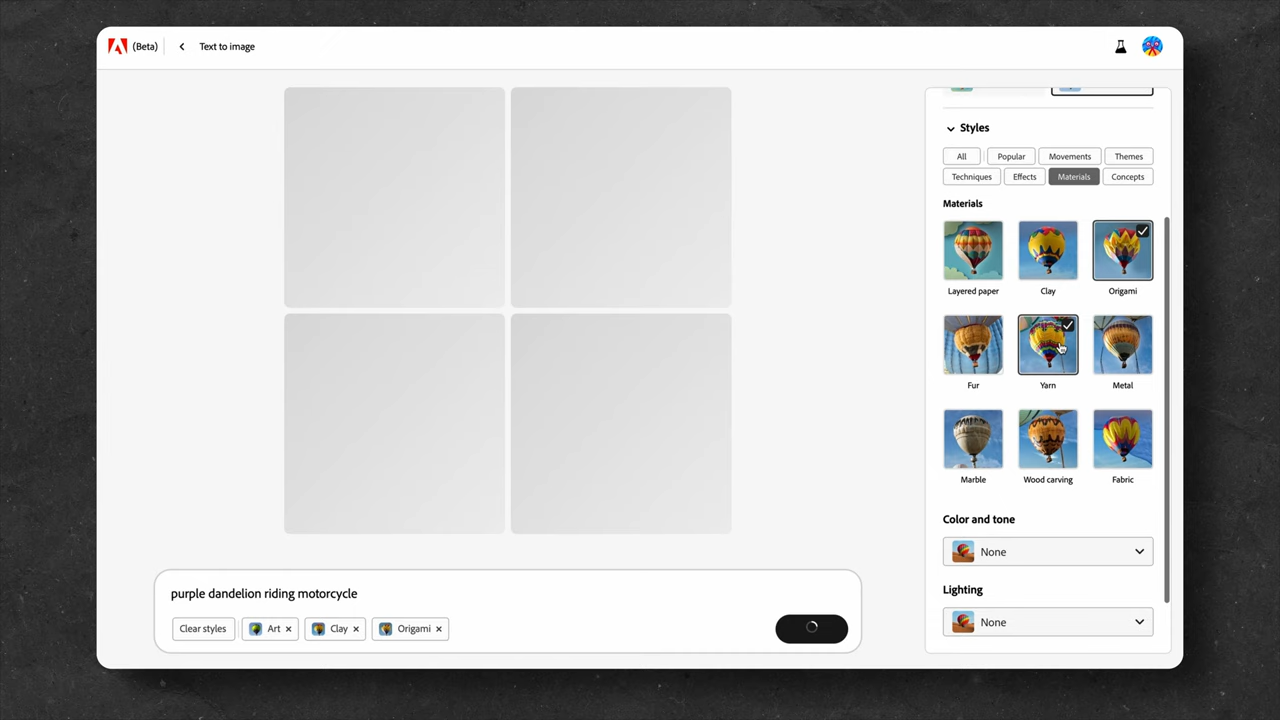 (Beta)
Text to image
Styles
All Popular Movements Themes
Techniques Effects Materials Concepts
Materials
Layered paper Clay Origami
Fur Yarn Metal
Marble Wood carving Fabric
Color and tone
None
Lighting
None
purple dandelion riding motorcycle
Clear styles Art × Clay × Origami ×